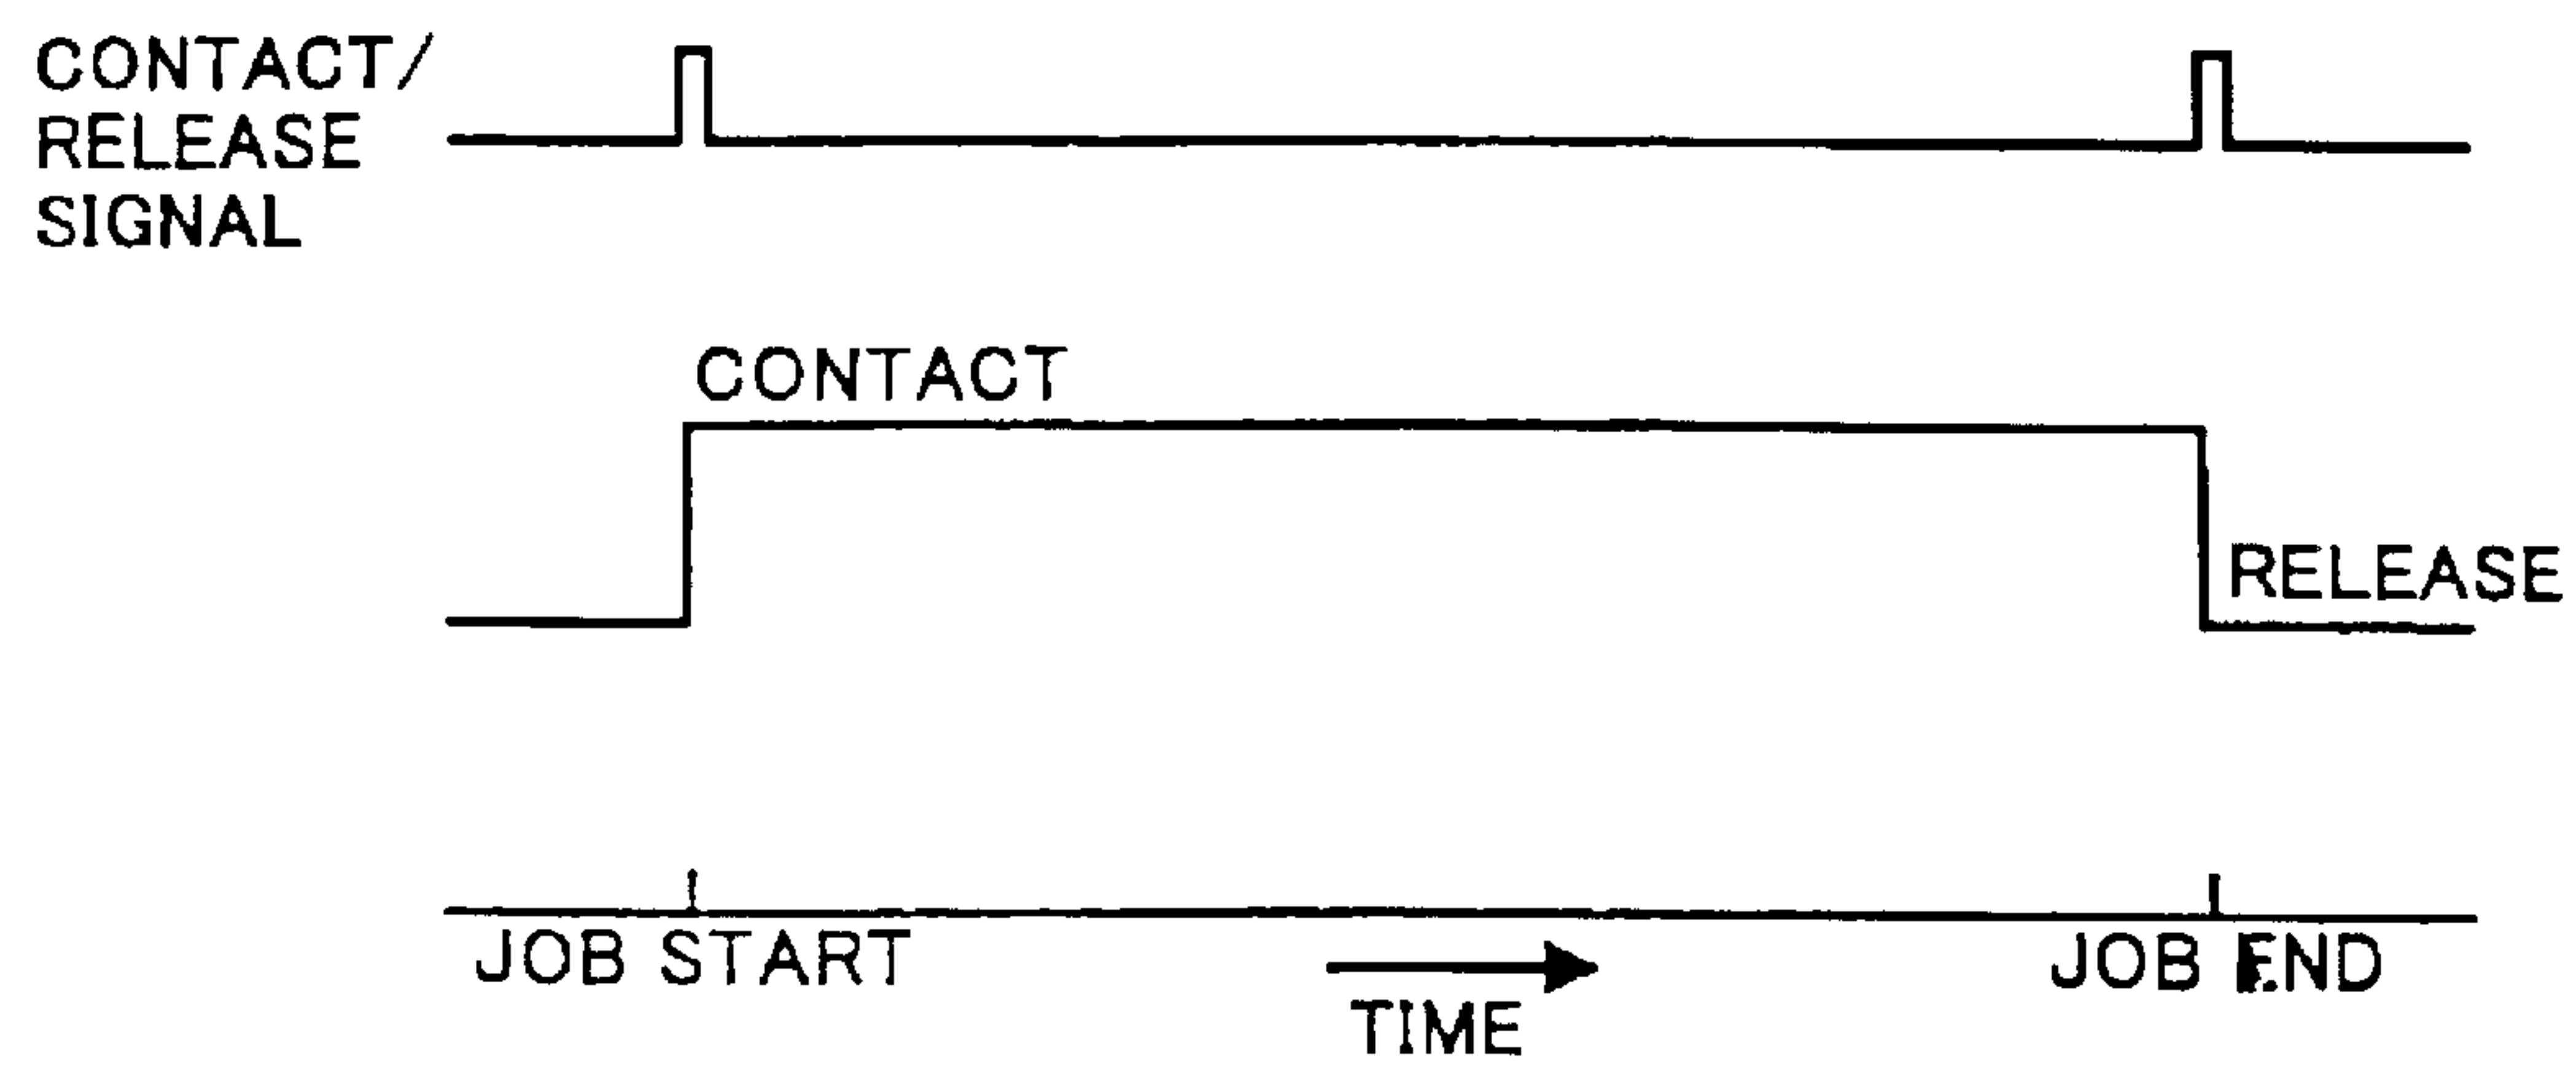 CONTACT/
RELEASE
SIGNAL
CONTACT
RELEASE
JOB START
JOB END
TIME